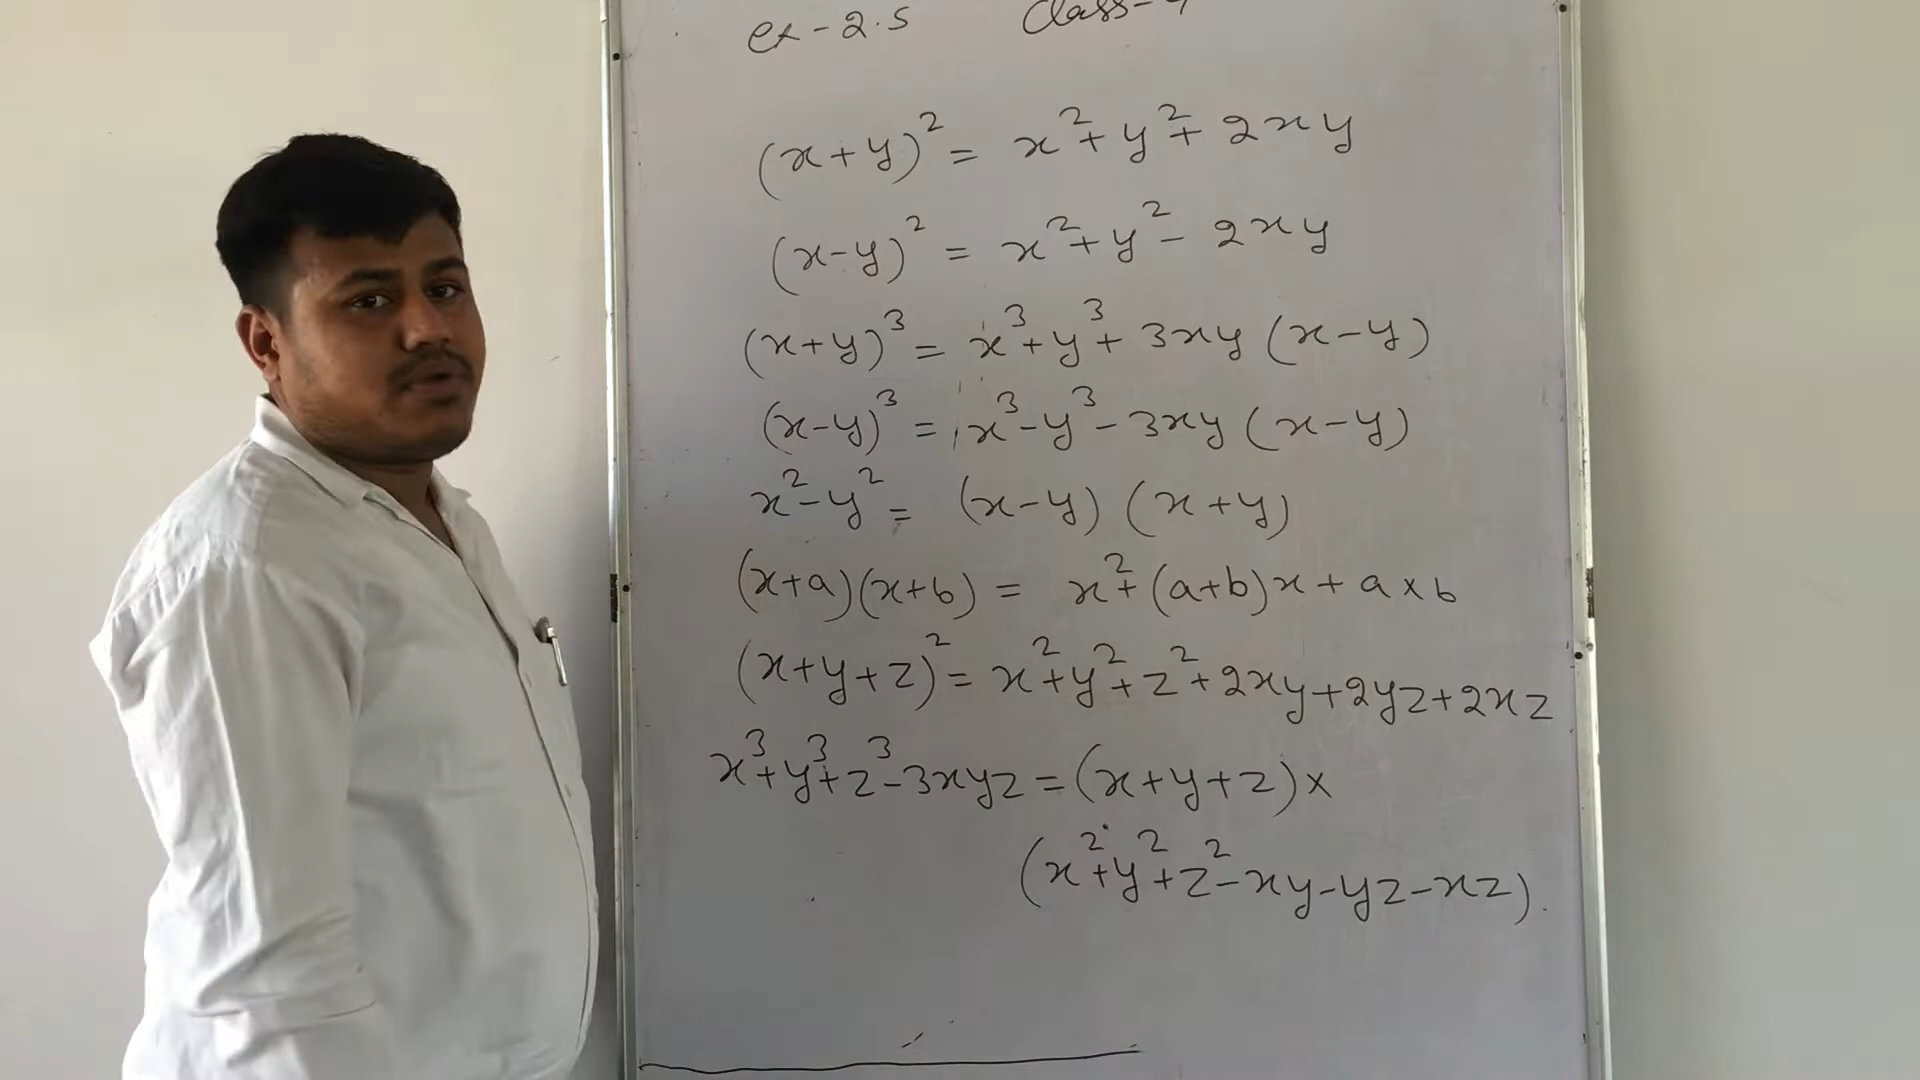 ex-2.5 Class-9
(x+y)² = x²+y²+2xy
(x-y)² = x²+y²-2xy
(x+y)³ = x³+y³+3xy(x-y)
(x-y)³ = x³-y³-3xy(x-y)
x²-y² = (x-y)(x+y)
(x+a)(x+b) = x²+(a+b)x+a×b
(x+y+z)² = x²+y²+z²+2xy+2yz+2xz
x³+y³+z³-3xyz = (x+y+z)×
(x²+y²+z²-xy-yz-xz).